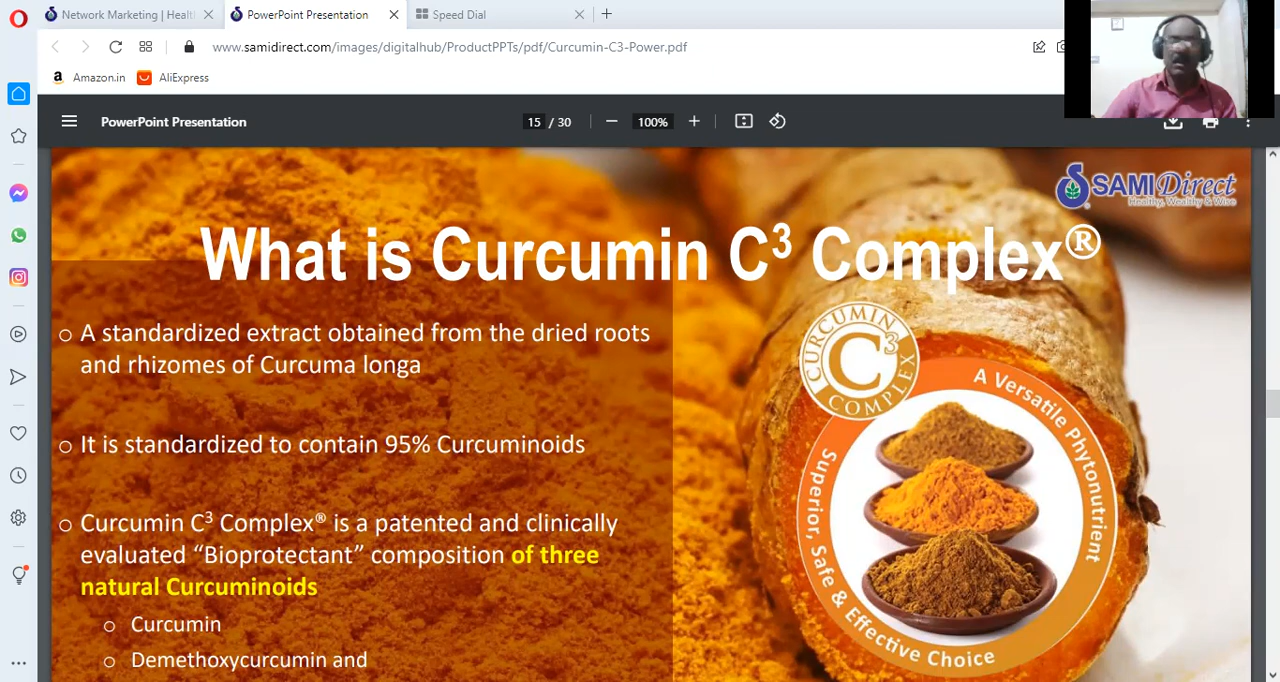 Network Marketing | Healt
PowerPoint Presentation
Speed Dial
www.samidirect.com/images/digitalhub/ProductPPTs/pdf/Curcumin-C3-Power.pdf
Amazon.in
AliExpress
PowerPoint Presentation
15 / 30
100%
SAMI Direct
Healthy, Wealthy & Wise
What is Curcumin C³ Complex®
o A standardized extract obtained from the dried roots
and rhizomes of Curcuma longa
o It is standardized to contain 95% Curcuminoids
o Curcumin C³ Complex® is a patented and clinically
evaluated “Bioprotectant” composition of three
natural Curcuminoids
o Curcumin
o Demethoxycurcumin and
CURCUMIN
C³
COMPLEX
A Versatile Phytonutrient
Superior, Safe & Effective Choice